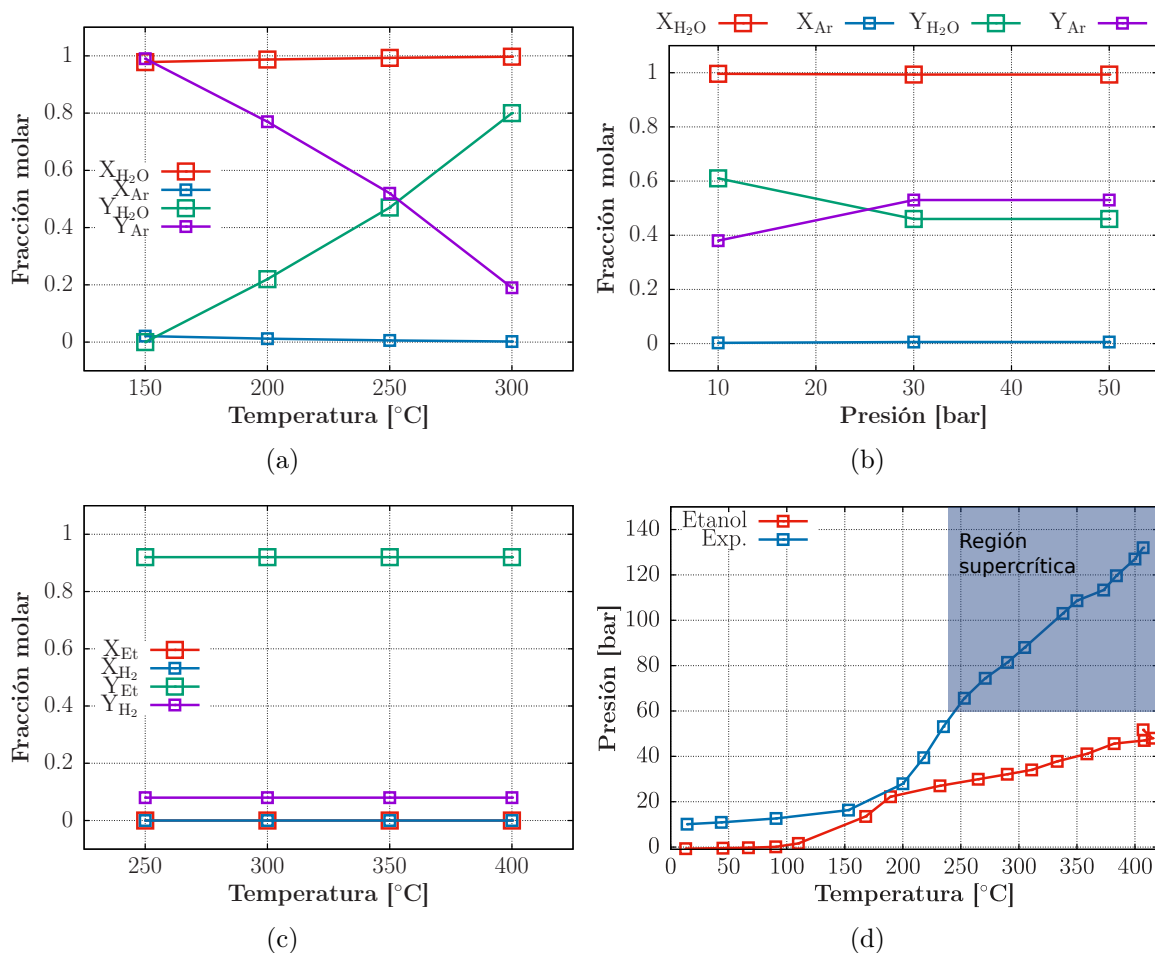 Fracción molar
1
0.8
0.6
0.4
0.2
0
X_H₂O
X_Ar
Y_H₂O
Y_Ar
150 200 250 300
Temperatura [°C]
(a)
X_H₂O X_Ar Y_H₂O Y_Ar
Fracción molar
1
0.8
0.6
0.4
0.2
0
10 20 30 40 50
Presión [bar]
(b)
Fracción molar
1
0.8
0.6
0.4
0.2
0
X_Et
X_H₂
Y_Et
Y_H₂
250 300 350 400
Temperatura [°C]
(c)
Presión [bar]
140
120
100
80
60
40
20
0
Etanol
Exp.
Región
supercrítica
0 50 100 150 200 250 300 350 400
Temperatura [°C]
(d)